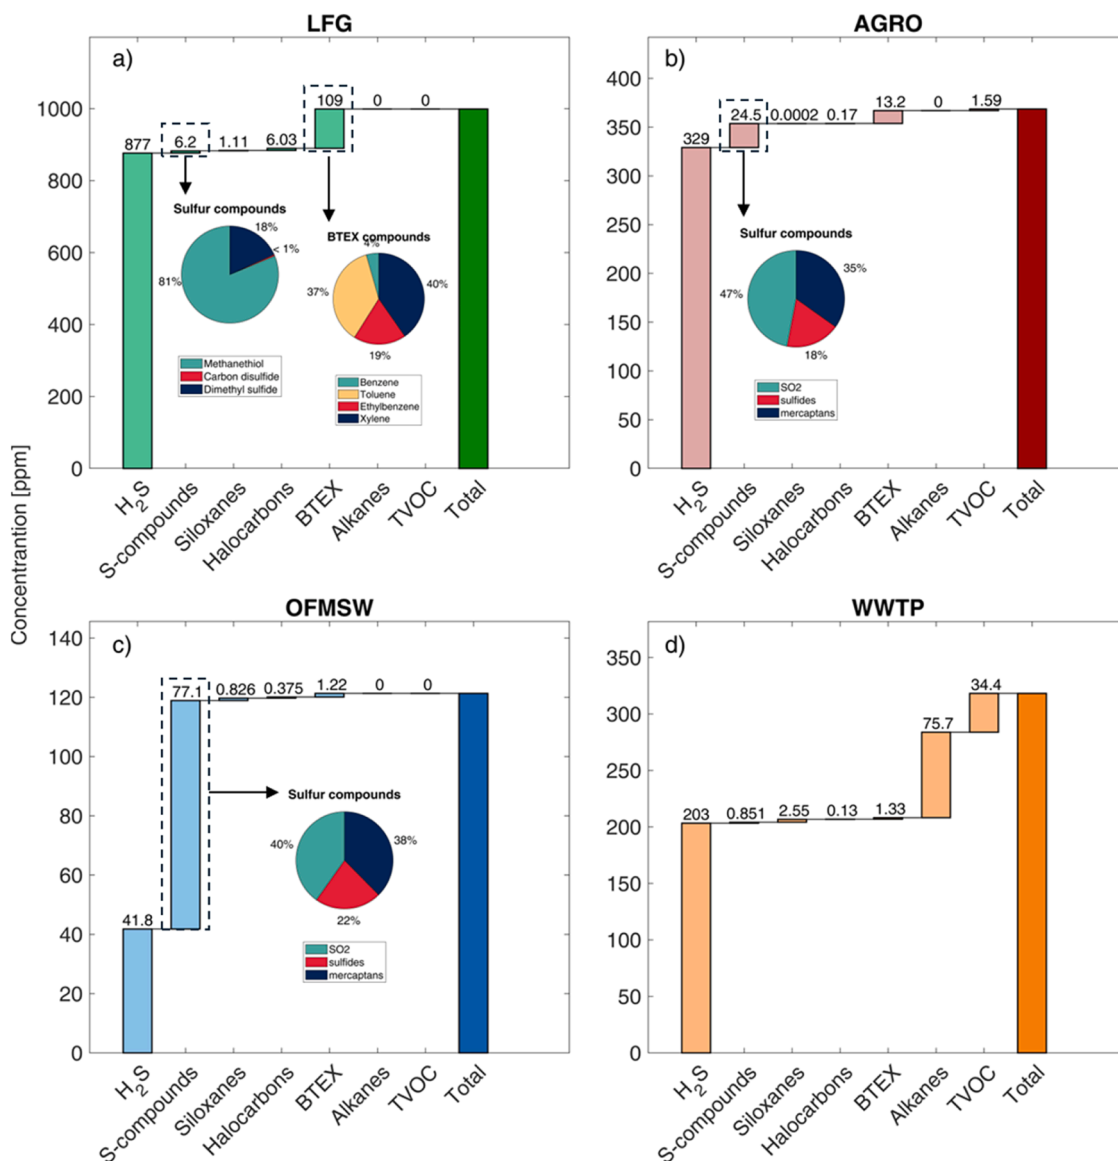 LFG
a)
1000
800
600
400
200
0
877
6.2
1.11
6.03
109
0
0
Sulfur compounds
18%
< 1%
81%
Methanethiol
Carbon disulfide
Dimethyl sulfide
BTEX compounds
4%
40%
37%
19%
Benzene
Toluene
Ethylbenzene
Xylene
H2S
S-compounds
Siloxanes
Halocarbons
BTEX
Alkanes
TVOC
Total
AGRO
b)
400
350
300
250
200
150
100
50
0
329
24.5
0.0002
0.17
13.2
0
1.59
Sulfur compounds
35%
47%
18%
SO2
sulfides
mercaptans
H2S
S-compounds
Siloxanes
Halocarbons
BTEX
Alkanes
TVOC
Total
Concentrantion [ppm]
OFMSW
c)
140
120
100
80
60
40
20
0
41.8
77.1
0.826
0.375
1.22
0
0
Sulfur compounds
40%
38%
22%
SO2
sulfides
mercaptans
H2S
S-compounds
Siloxanes
Halocarbons
BTEX
Alkanes
TVOC
Total
WWTP
d)
350
300
250
200
150
100
50
0
203
0.851
2.55
0.13
1.33
75.7
34.4
H2S
S-compounds
Siloxanes
Halocarbons
BTEX
Alkanes
TVOC
Total